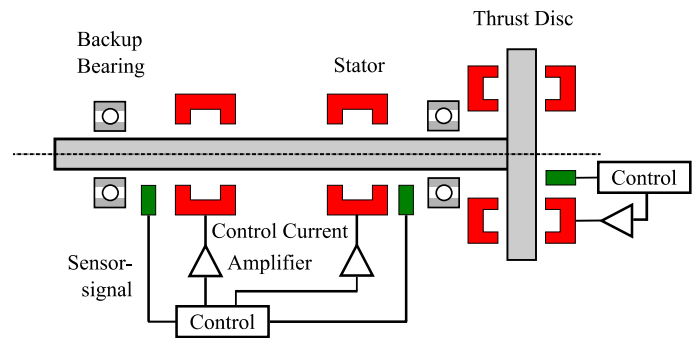 Thrust Disc
Backup
Bearing
Stator
Control
Control Current
Amplifier
Sensor-
signal
Control